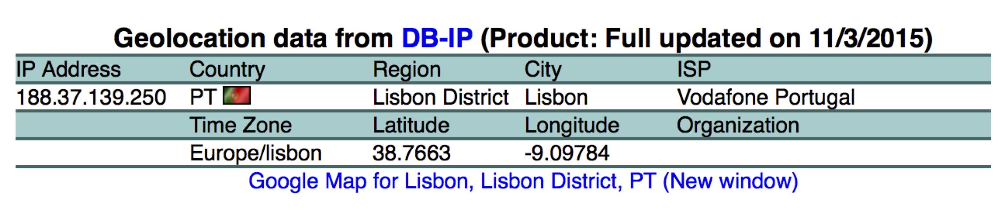 Geolocation data from DB-IP (Product: Full updated on 11/3/2015)
IP Address Country Region City ISP
188.37.139.250 PT Lisbon District Lisbon Vodafone Portugal
Time Zone Latitude Longitude Organization
Europe/lisbon 38.7663 -9.09784
Google Map for Lisbon, Lisbon District, PT (New window)